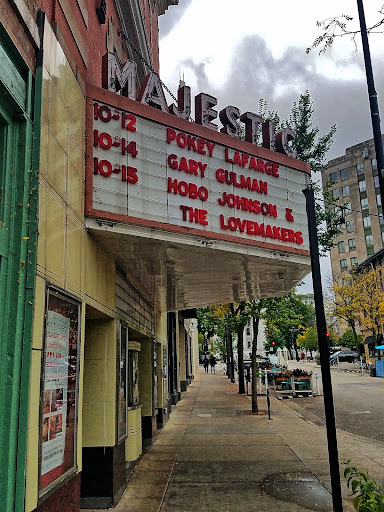 MAJESTIC
10-12 POKEY LAFARGE
10-14 GARY GULMAN
10-15 HOBO JOHNSON &
THE LOVEMAKERS